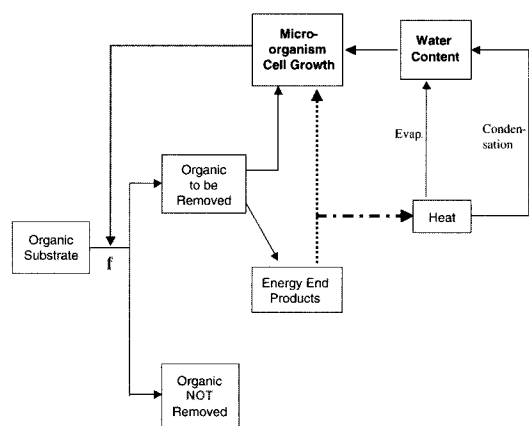 Micro-
organism
Cell Growth
Water
Content
Evap.
Conden-
sation
Organic
to be
Removed
Heat
Organic
Substrate
f
Energy End
Products
Organic
NOT
Removed